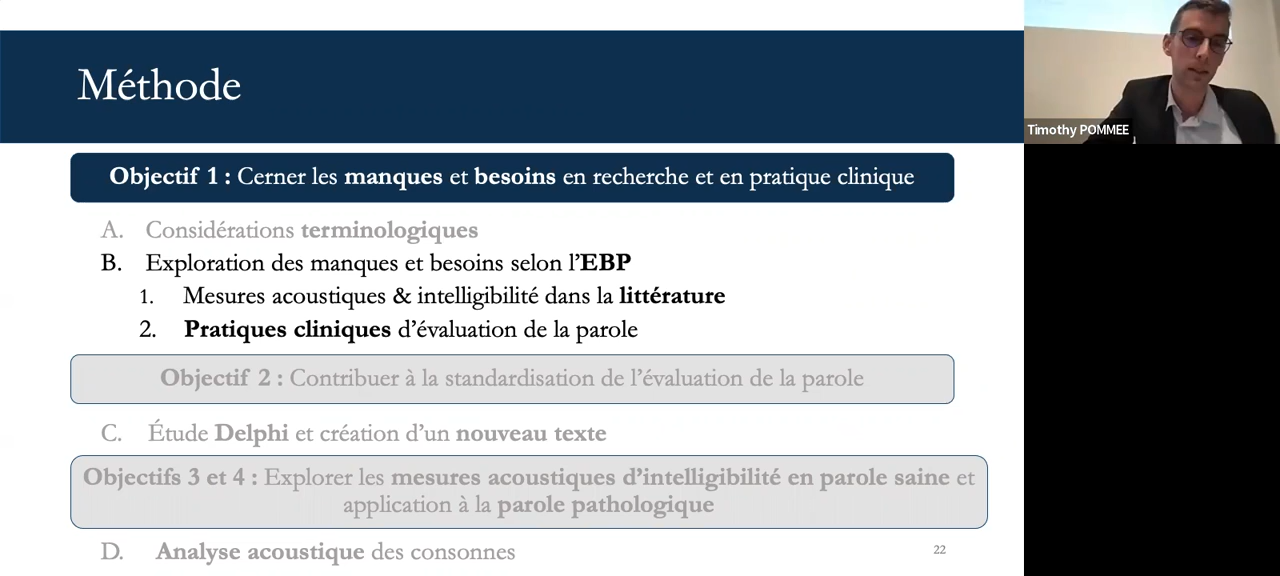 Méthode
Timothy POMMEE
Objectif 1 : Cerner les manques et besoins en recherche et en pratique clinique
A. Considérations terminologiques
B. Exploration des manques et besoins selon l'EBP
1. Mesures acoustiques & intelligibilité dans la littérature
2. Pratiques cliniques d'évaluation de la parole
Objectif 2 : Contribuer à la standardisation de l'évaluation de la parole
C. Étude Delphi et création d'un nouveau texte
Objectifs 3 et 4 : Explorer les mesures acoustiques d'intelligibilité en parole saine et
application à la parole pathologique
D. Analyse acoustique des consonnes
22